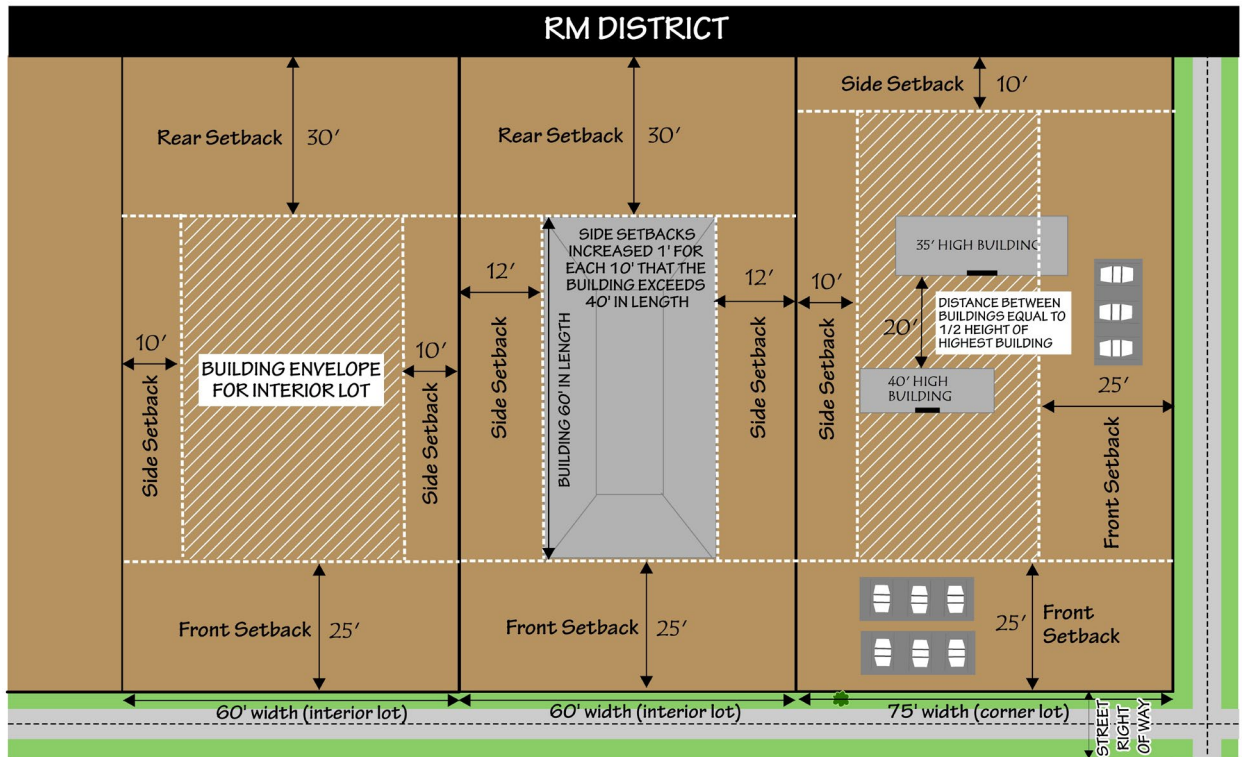 RM DISTRICT
Rear Setback 30'
Rear Setback 30'
Side Setback 10'
10'
Side Setback
BUILDING ENVELOPE
FOR INTERIOR LOT
10'
Side Setback
12'
Side Setback
SIDE SETBACKS
INCREASED 1' FOR
EACH 10' THAT THE
BUILDING EXCEEDS
40' IN LENGTH
BUILDING 60' IN LENGTH
12'
Side Setback
10'
Side Setback
35' HIGH BUILDING
20'
DISTANCE BETWEEN
BUILDINGS EQUAL TO
1/2 HEIGHT OF
HIGHEST BUILDING
40' HIGH
BUILDING
25'
Front Setback
Front Setback 25'
Front Setback 25'
25' Front
Setback
60' width (interior lot)
60' width (interior lot)
75' width (corner lot)
STREET
RIGHT
OF WAY